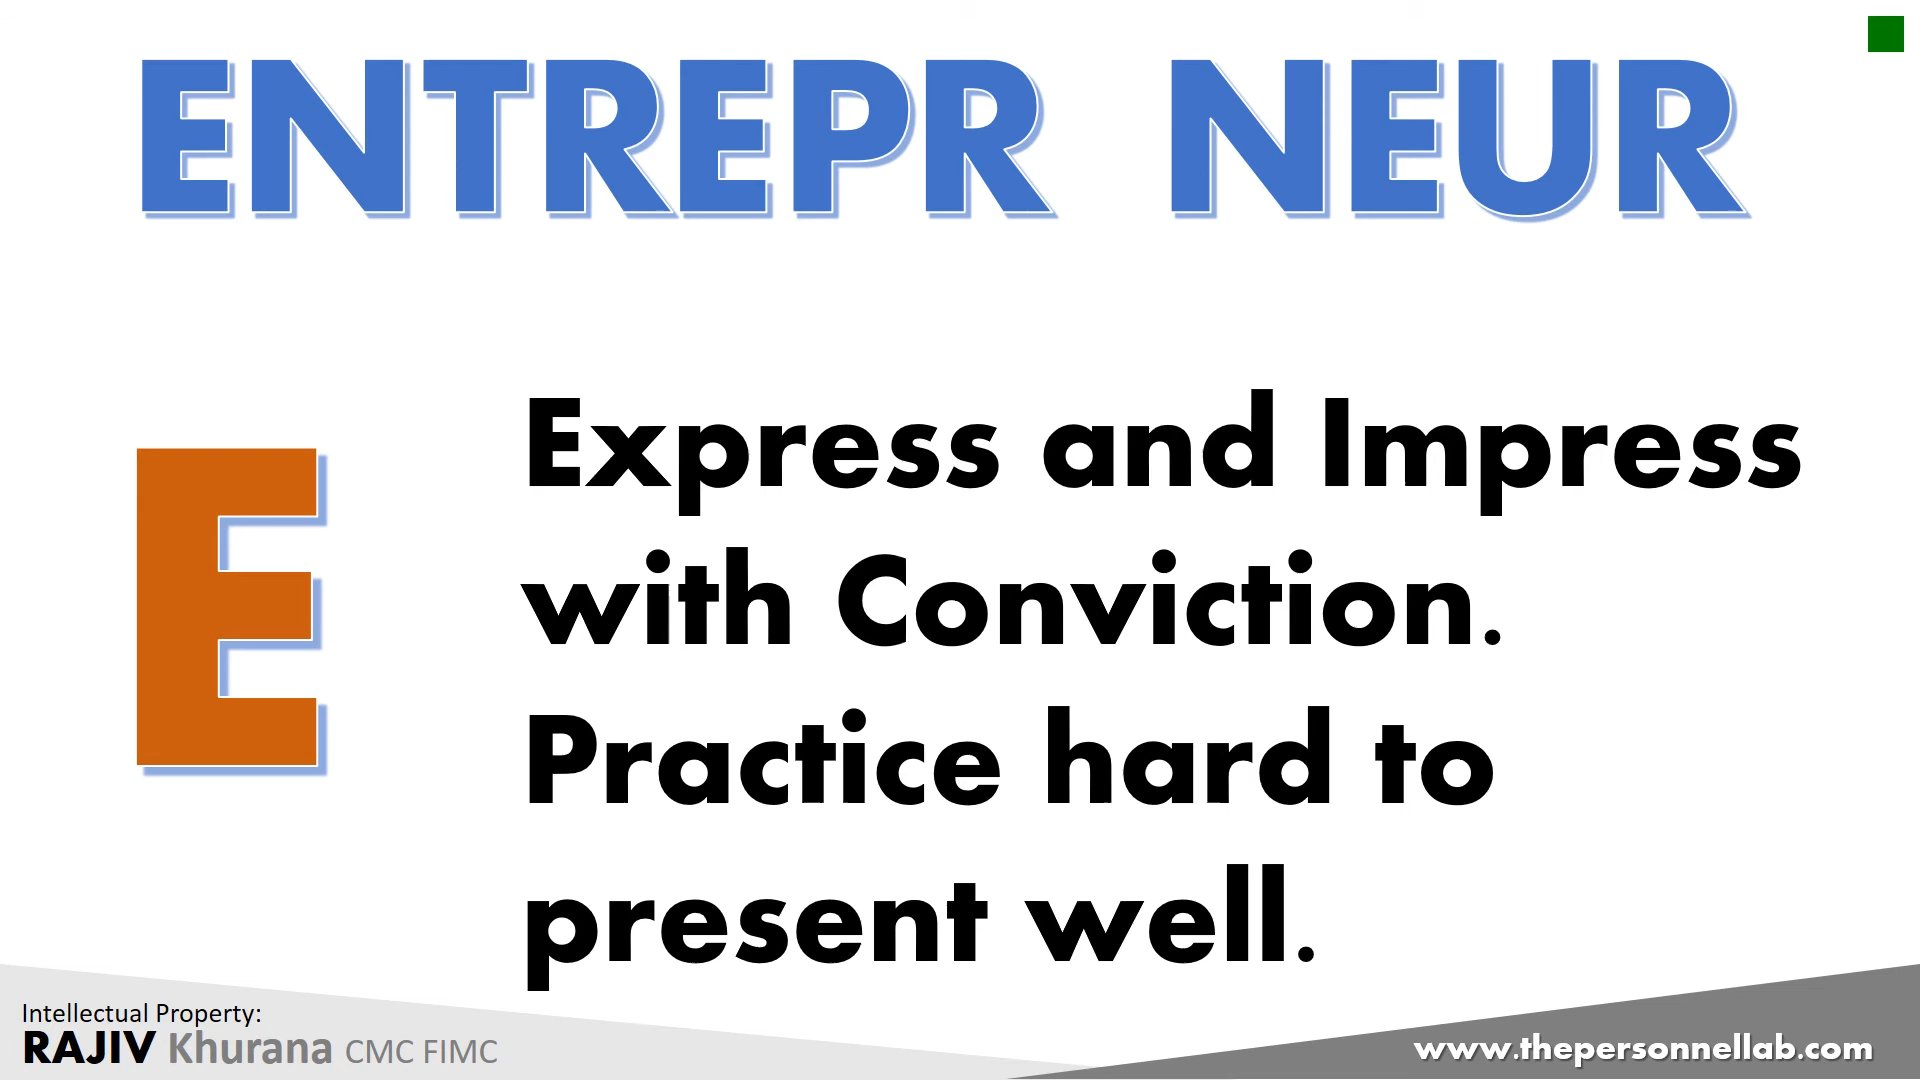 ENTREPR NEUR
E
Express and Impress
with Conviction.
Practice hard to
present well.
Intellectual Property:
RAJIV Khurana CMC FIMC
www.thepersonnellab.com